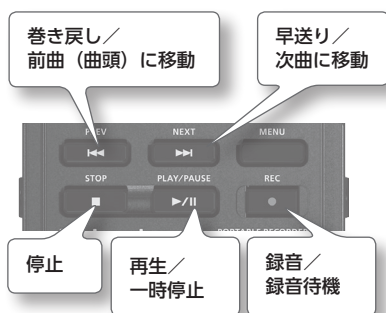 巻き戻し／
前曲（曲頭）に移動
早送り／
次曲に移動
PREV
NEXT
MENU
STOP
PLAY/PAUSE
REC
PORTABLE RECORDER
停止
再生／
一時停止
録音／
録音待機